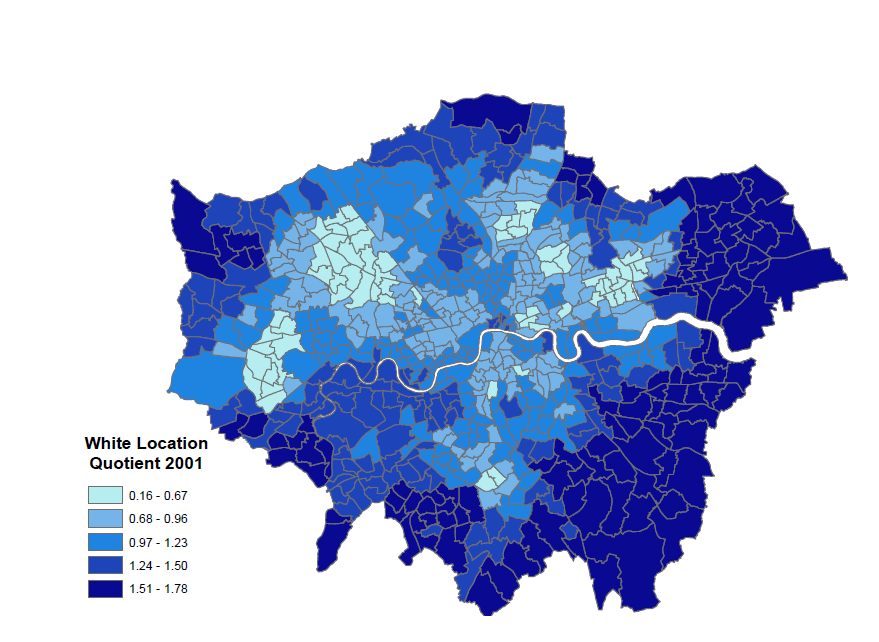 White Location
Quotient 2001
0.16 - 0.67
0.68 - 0.96
0.97 - 1.23
1.24 - 1.50
1.51 - 1.78